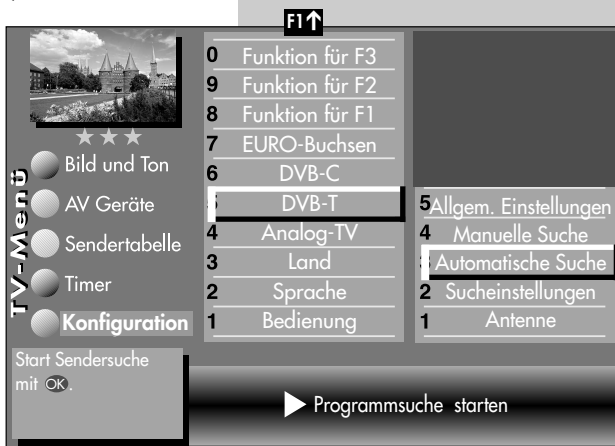 F1↑
TV-Menü
Bild und Ton
AV Geräte
Sendertabelle
Timer
Konfiguration
0 Funktion für F3
9 Funktion für F2
8 Funktion für F1
7 EURO-Buchsen
6 DVB-C
5 DVB-T
4 Analog-TV
3 Land
2 Sprache
1 Bedienung
5 Allgem. Einstellungen
4 Manuelle Suche
3 Automatische Suche
2 Sucheinstellungen
1 Antenne
Start Sendersuche
mit OK.
Programmsuche starten